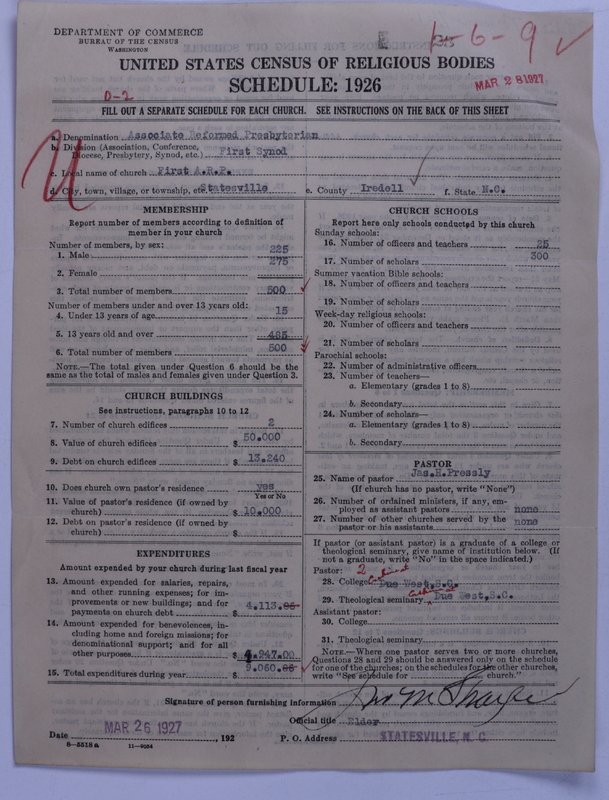 DEPARTMENT OF COMMERCE
BUREAU OF THE CENSUS
WASHINGTON
1-6-9 ✓
UNITED STATES CENSUS OF RELIGIOUS BODIES
MAR 28 1927
SCHEDULE: 1926
D-2
FILL OUT A SEPARATE SCHEDULE FOR EACH CHURCH. SEE INSTRUCTIONS ON THE BACK OF THIS SHEET
a. Denomination Associate Reformed Presbyterian
b. Division (Association, Conference, Diocese, Presbytery, Synod, etc.) First Synod
c. Local name of church First A.R.P.
d. City, town, village, or township, etc. Statesville e. County Iredell f. State N.C.
MEMBERSHIP
Report number of members according to definition of
member in your church
Number of members, by sex:
1. Male 225
275
2. Female
3. Total number of members 500
Number of members under and over 13 years old:
4. Under 13 years of age 15
5. 13 years old and over 485
6. Total number of members 500
NOTE.—The total given under Question 6 should be the
same as the total of males and females given under Question 3.
CHURCH BUILDINGS
See instructions, paragraphs 10 to 12
7. Number of church edifices 2
8. Value of church edifices $ 50.000
9. Debt on church edifices $ 13.240
10. Does church own pastor's residence yes
Yes or No
11. Value of pastor's residence (if owned by
church) $ 10.000
12. Debt on pastor's residence (if owned by
church) $
EXPENDITURES
Amount expended by your church during last fiscal year
13. Amount expended for salaries, repairs,
and other running expenses; for im-
provements or new buildings; and for
payments on church debt $ 4.113.
14. Amount expended for benevolences, in-
cluding home and foreign missions; for
denominational support; and for all
other purposes $ 4.947.00
15. Total expenditures during year $ 9.060.
CHURCH SCHOOLS
Report here only schools conducted by this church
Sunday schools:
16. Number of officers and teachers 25
17. Number of scholars 300
Summer vacation Bible schools:
18. Number of officers and teachers
19. Number of scholars
Week-day religious schools:
20. Number of officers and teachers
21. Number of scholars
Parochial schools:
22. Number of administrative officers
23. Number of teachers—
a. Elementary (grades 1 to 8)
b. Secondary
24. Number of scholars—
a. Elementary (grades 1 to 8)
b. Secondary
PASTOR
25. Name of pastor Jas.H.Pressly
(If church has no pastor, write "None")
26. Number of ordained ministers, if any, em-
ployed as assistant pastors none
27. Number of other churches served by the
pastor or his assistants none
If pastor (or assistant pastor) is a graduate of a college or
theological seminary, give name of institution below. (If
not a graduate, write "No" in the space indicated.)
Pastor: 2
28. College Due West,S.C.
29. Theological seminary Due West,S.C.
Assistant pastor:
30. College
31. Theological seminary
NOTE.—Where one pastor serves two or more churches,
Questions 28 and 29 should be answered only on the schedule
for one of the churches; on the schedules for the other churches,
write "See schedule for church."
Signature of person furnishing information
Official title Elder
Date MAR 26 1927, 192 P. O. Address STATESVILLE, N. C.
8-5518a 11-9054